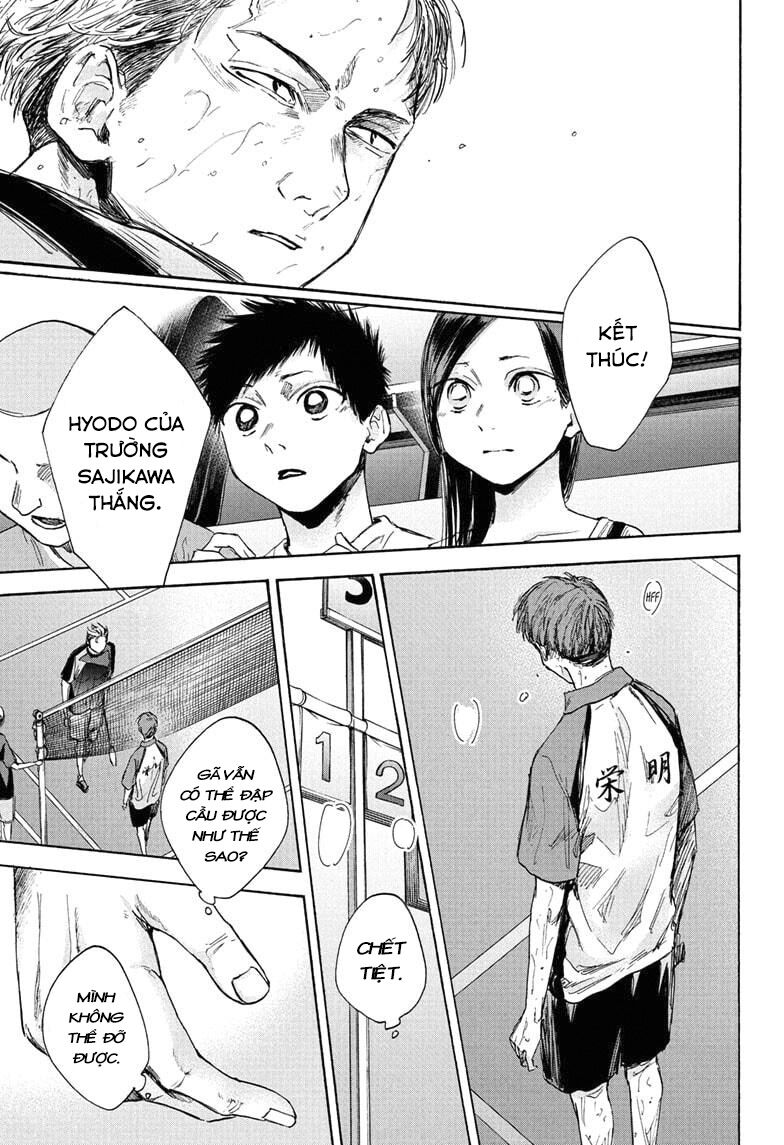 KẾT
THÚC!
HYODO CỦA
TRƯỜNG
SAJIKAWA
THẮNG.
HFF
栄明
S
1 2
CHẾT
TIỆT.
GÃ VẪN
CÓ THỂ ĐẬP
CẦU ĐƯỢC
NHƯ THẾ
SAO?
MÌNH
KHÔNG
THỂ ĐỠ
ĐƯỢC.